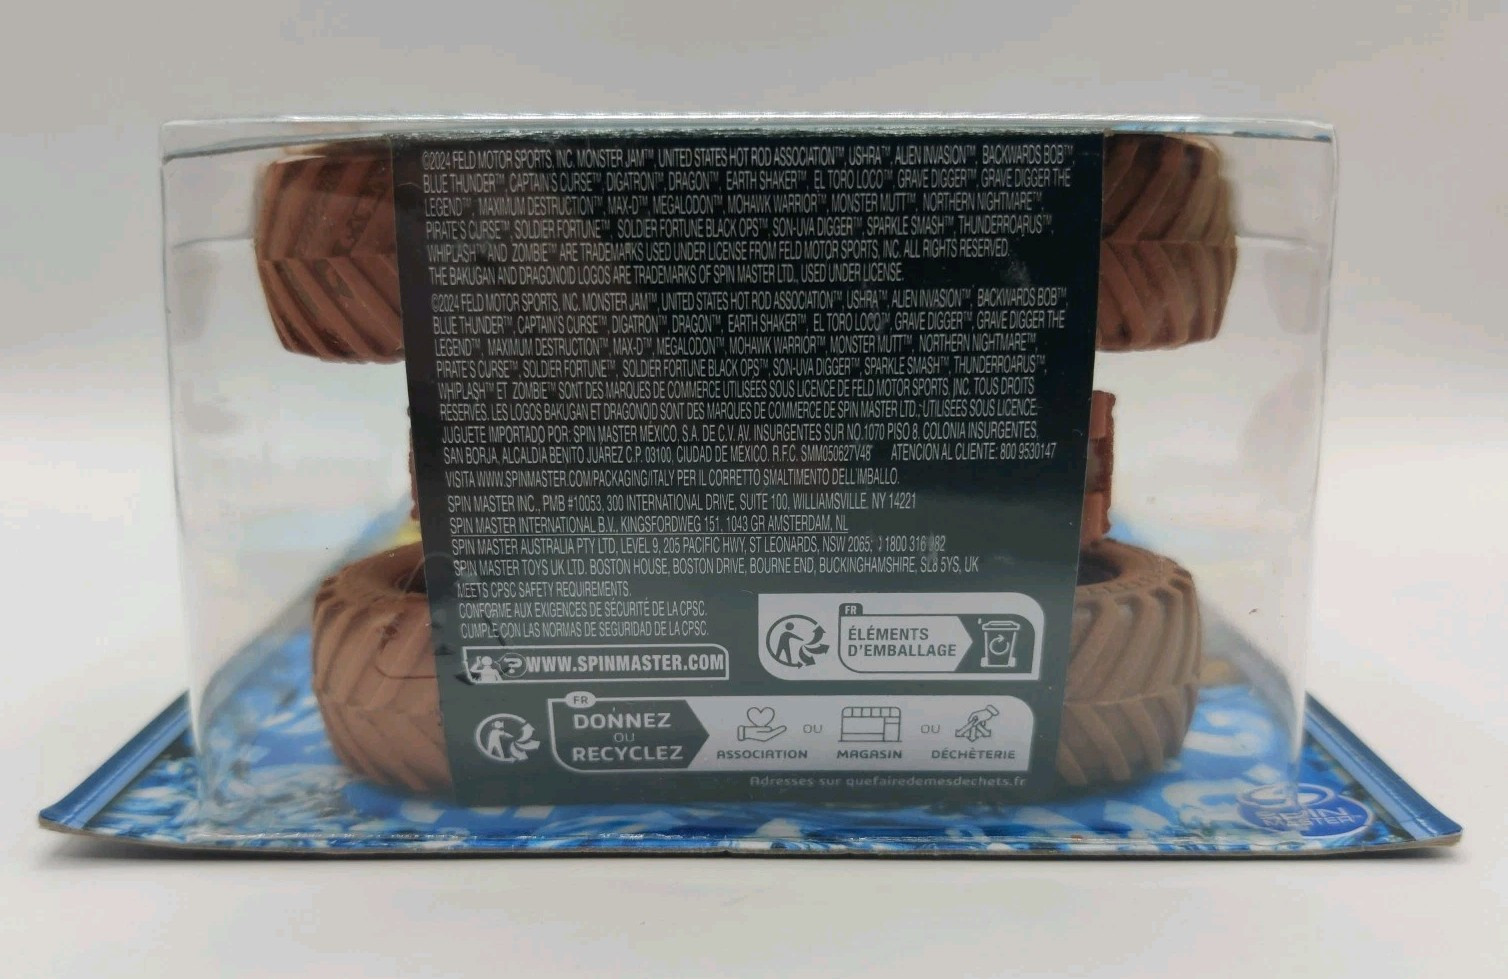 ©2024 FELD MOTOR SPORTS, INC. MONSTER JAM™, UNITED STATES HOT ROD ASSOCIATION™, USHRA™, ALIEN INVASION™, BACKWARDS BOB™,
BLUE THUNDER™, CAPTAIN'S CURSE™, DIGATRON™, DRAGON™, EARTH SHAKER™, EL TORO LOCO™, GRAVE DIGGER™, GRAVE DIGGER THE
LEGEND™, MAXIMUM DESTRUCTION™, MAX-D™, MEGALODON™, MOHAWK WARRIOR™, MONSTER MUTT™, NORTHERN NIGHTMARE™,
PIRATE'S CURSE™, SOLDIER FORTUNE™, SOLDIER FORTUNE BLACK OPS™, SON-UVA DIGGER™, SPARKLE SMASH™, THUNDERROARUS™,
WHIPLASH™ AND ZOMBIE™ ARE TRADEMARKS USED UNDER LICENSE FROM FELD MOTOR SPORTS, INC. ALL RIGHTS RESERVED.
THE BAKUGAN AND DRAGONOID LOGOS ARE TRADEMARKS OF SPIN MASTER LTD., USED UNDER LICENSE.
©2024 FELD MOTOR SPORTS, INC. MONSTER JAM™, UNITED STATES HOT ROD ASSOCIATION™, USHRA™, ALIEN INVASION™, BACKWARDS BOB™,
BLUE THUNDER™, CAPTAIN'S CURSE™, DIGATRON™, DRAGON™, EARTH SHAKER™, EL TORO LOCO™, GRAVE DIGGER™, GRAVE DIGGER THE
LEGEND™, MAXIMUM DESTRUCTION™, MAX-D™, MEGALODON™, MOHAWK WARRIOR™, MONSTER MUTT™, NORTHERN NIGHTMARE™,
PIRATE'S CURSE™, SOLDIER FORTUNE™, SOLDIER FORTUNE BLACK OPS™, SON-UVA DIGGER™, SPARKLE SMASH™, THUNDERROARUS™,
WHIPLASH™ ET ZOMBIE™ SONT DES MARQUES DE COMMERCE UTILISÉES SOUS LICENCE DE FELD MOTOR SPORTS, INC. TOUS DROITS
RÉSERVÉS. LES LOGOS BAKUGAN ET DRAGONOID SONT DES MARQUES DE COMMERCE DE SPIN MASTER LTD., UTILISÉES SOUS LICENCE.
JUGUETE IMPORTADO POR: SPIN MASTER MÉXICO, S.A. DE C.V. AV. INSURGENTES SUR NO.1070 PISO 8, COLONIA INSURGENTES,
SAN BORJA, ALCALDIA BENITO JUÁREZ C.P. 03100, CIUDAD DE MÉXICO. R.F.C. SMM050627V48 ATENCIÓN AL CLIENTE: 800 9530147
VISITA WWW.SPINMASTER.COM/PACKAGING/ITALY PER IL CORRETTO SMALTIMENTO DELL'IMBALLO.
SPIN MASTER INC., PMB #10053, 300 INTERNATIONAL DRIVE, SUITE 100, WILLIAMSVILLE, NY 14221
SPIN MASTER INTERNATIONAL B.V., KINGSFORDWEG 151, 1043 GR AMSTERDAM, NL
SPIN MASTER AUSTRALIA PTY LTD, LEVEL 9, 205 PACIFIC HWY, ST LEONARDS, NSW 2065; 1800 316
SPIN MASTER TOYS UK LTD. BOSTON HOUSE, BOSTON DRIVE, BOURNE END, BUCKINGHAMSHIRE, SL8 5YS, UK
MEETS CPSC SAFETY REQUIREMENTS.
CONFORME AUX EXIGENCES DE SÉCURITÉ DE LA CPSC.
CUMPLE CON LAS NORMAS DE SEGURIDAD DE LA CPSC.
WWW.SPINMASTER.COM
FR
ÉLÉMENTS
D'EMBALLAGE
FR
DONNEZ
OU
RECYCLEZ
ASSOCIATION OU MAGASIN OU DÉCHÈTERIE
Adresses sur quefairedemesdechets.fr
SPIN
MASTER